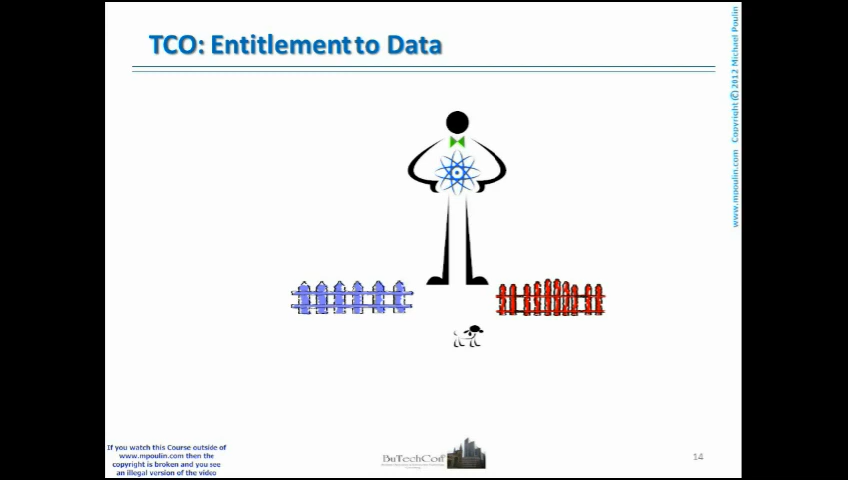 TCO: Entitlement to Data
www.mpoulin.com Copyright (C) 2012 Michael Poulin
If you watch this Course outside of
www.mpoulin.com then the
copyright is broken and you see
an illegal version of the video
BuTechCon
14